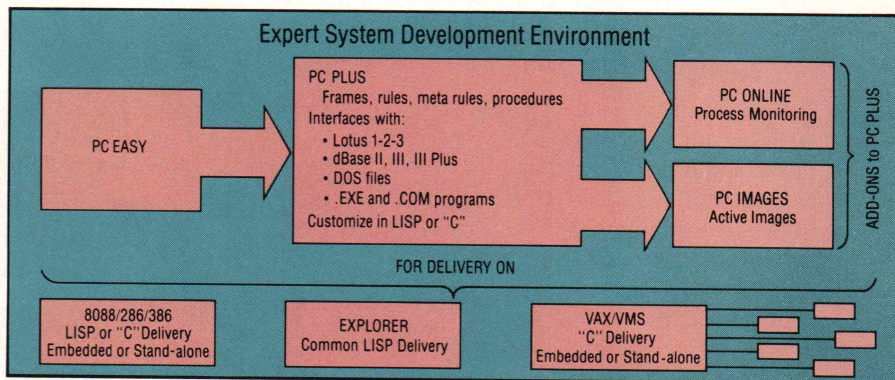 Expert System Development Environment
PC EASY
PC PLUS
Frames, rules, meta rules, procedures
Interfaces with:
• Lotus 1-2-3
• dBase II, III, III Plus
• DOS files
• .EXE and .COM programs
Customize in LISP or “C”
PC ONLINE
Process Monitoring
PC IMAGES
Active Images
ADD-ONS to PC PLUS
FOR DELIVERY ON
8088/286/386
LISP or “C” Delivery
Embedded or Stand-alone
EXPLORER
Common LISP Delivery
VAX/VMS
“C” Delivery
Embedded or Stand-alone